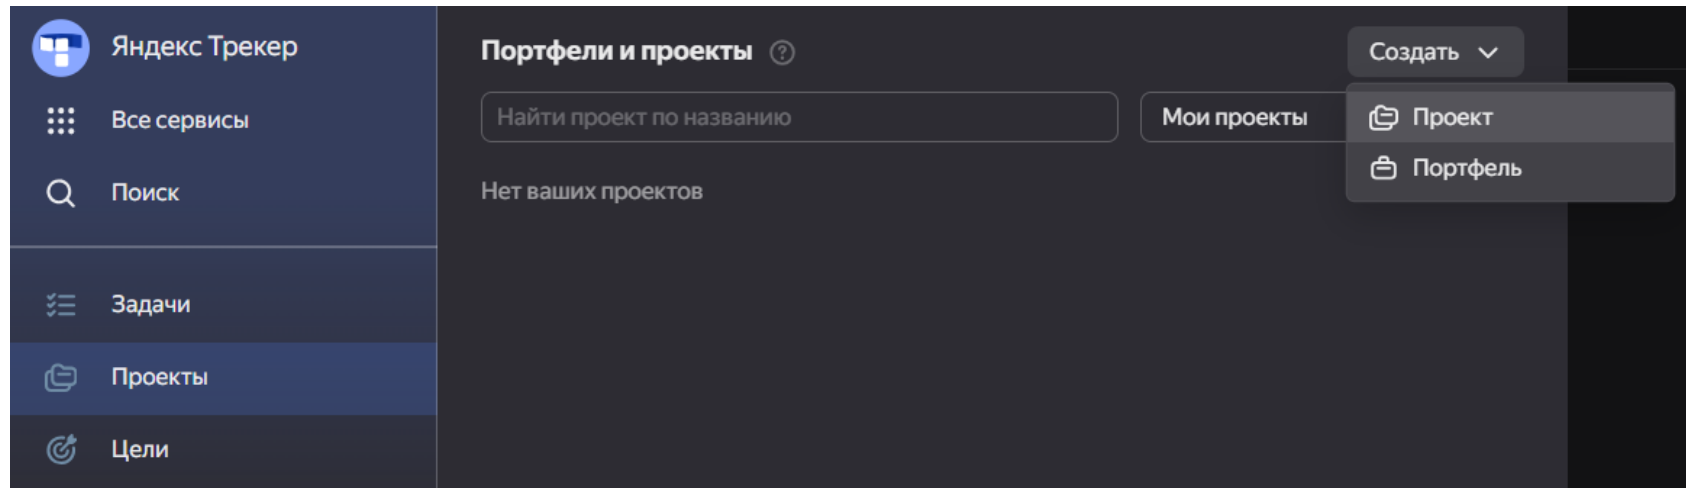 Яндекс Трекер
Все сервисы
Поиск
Задачи
Проекты
Цели
Портфели и проекты
Создать
Найти проект по названию
Мои проекты
Проект
Портфель
Нет ваших проектов